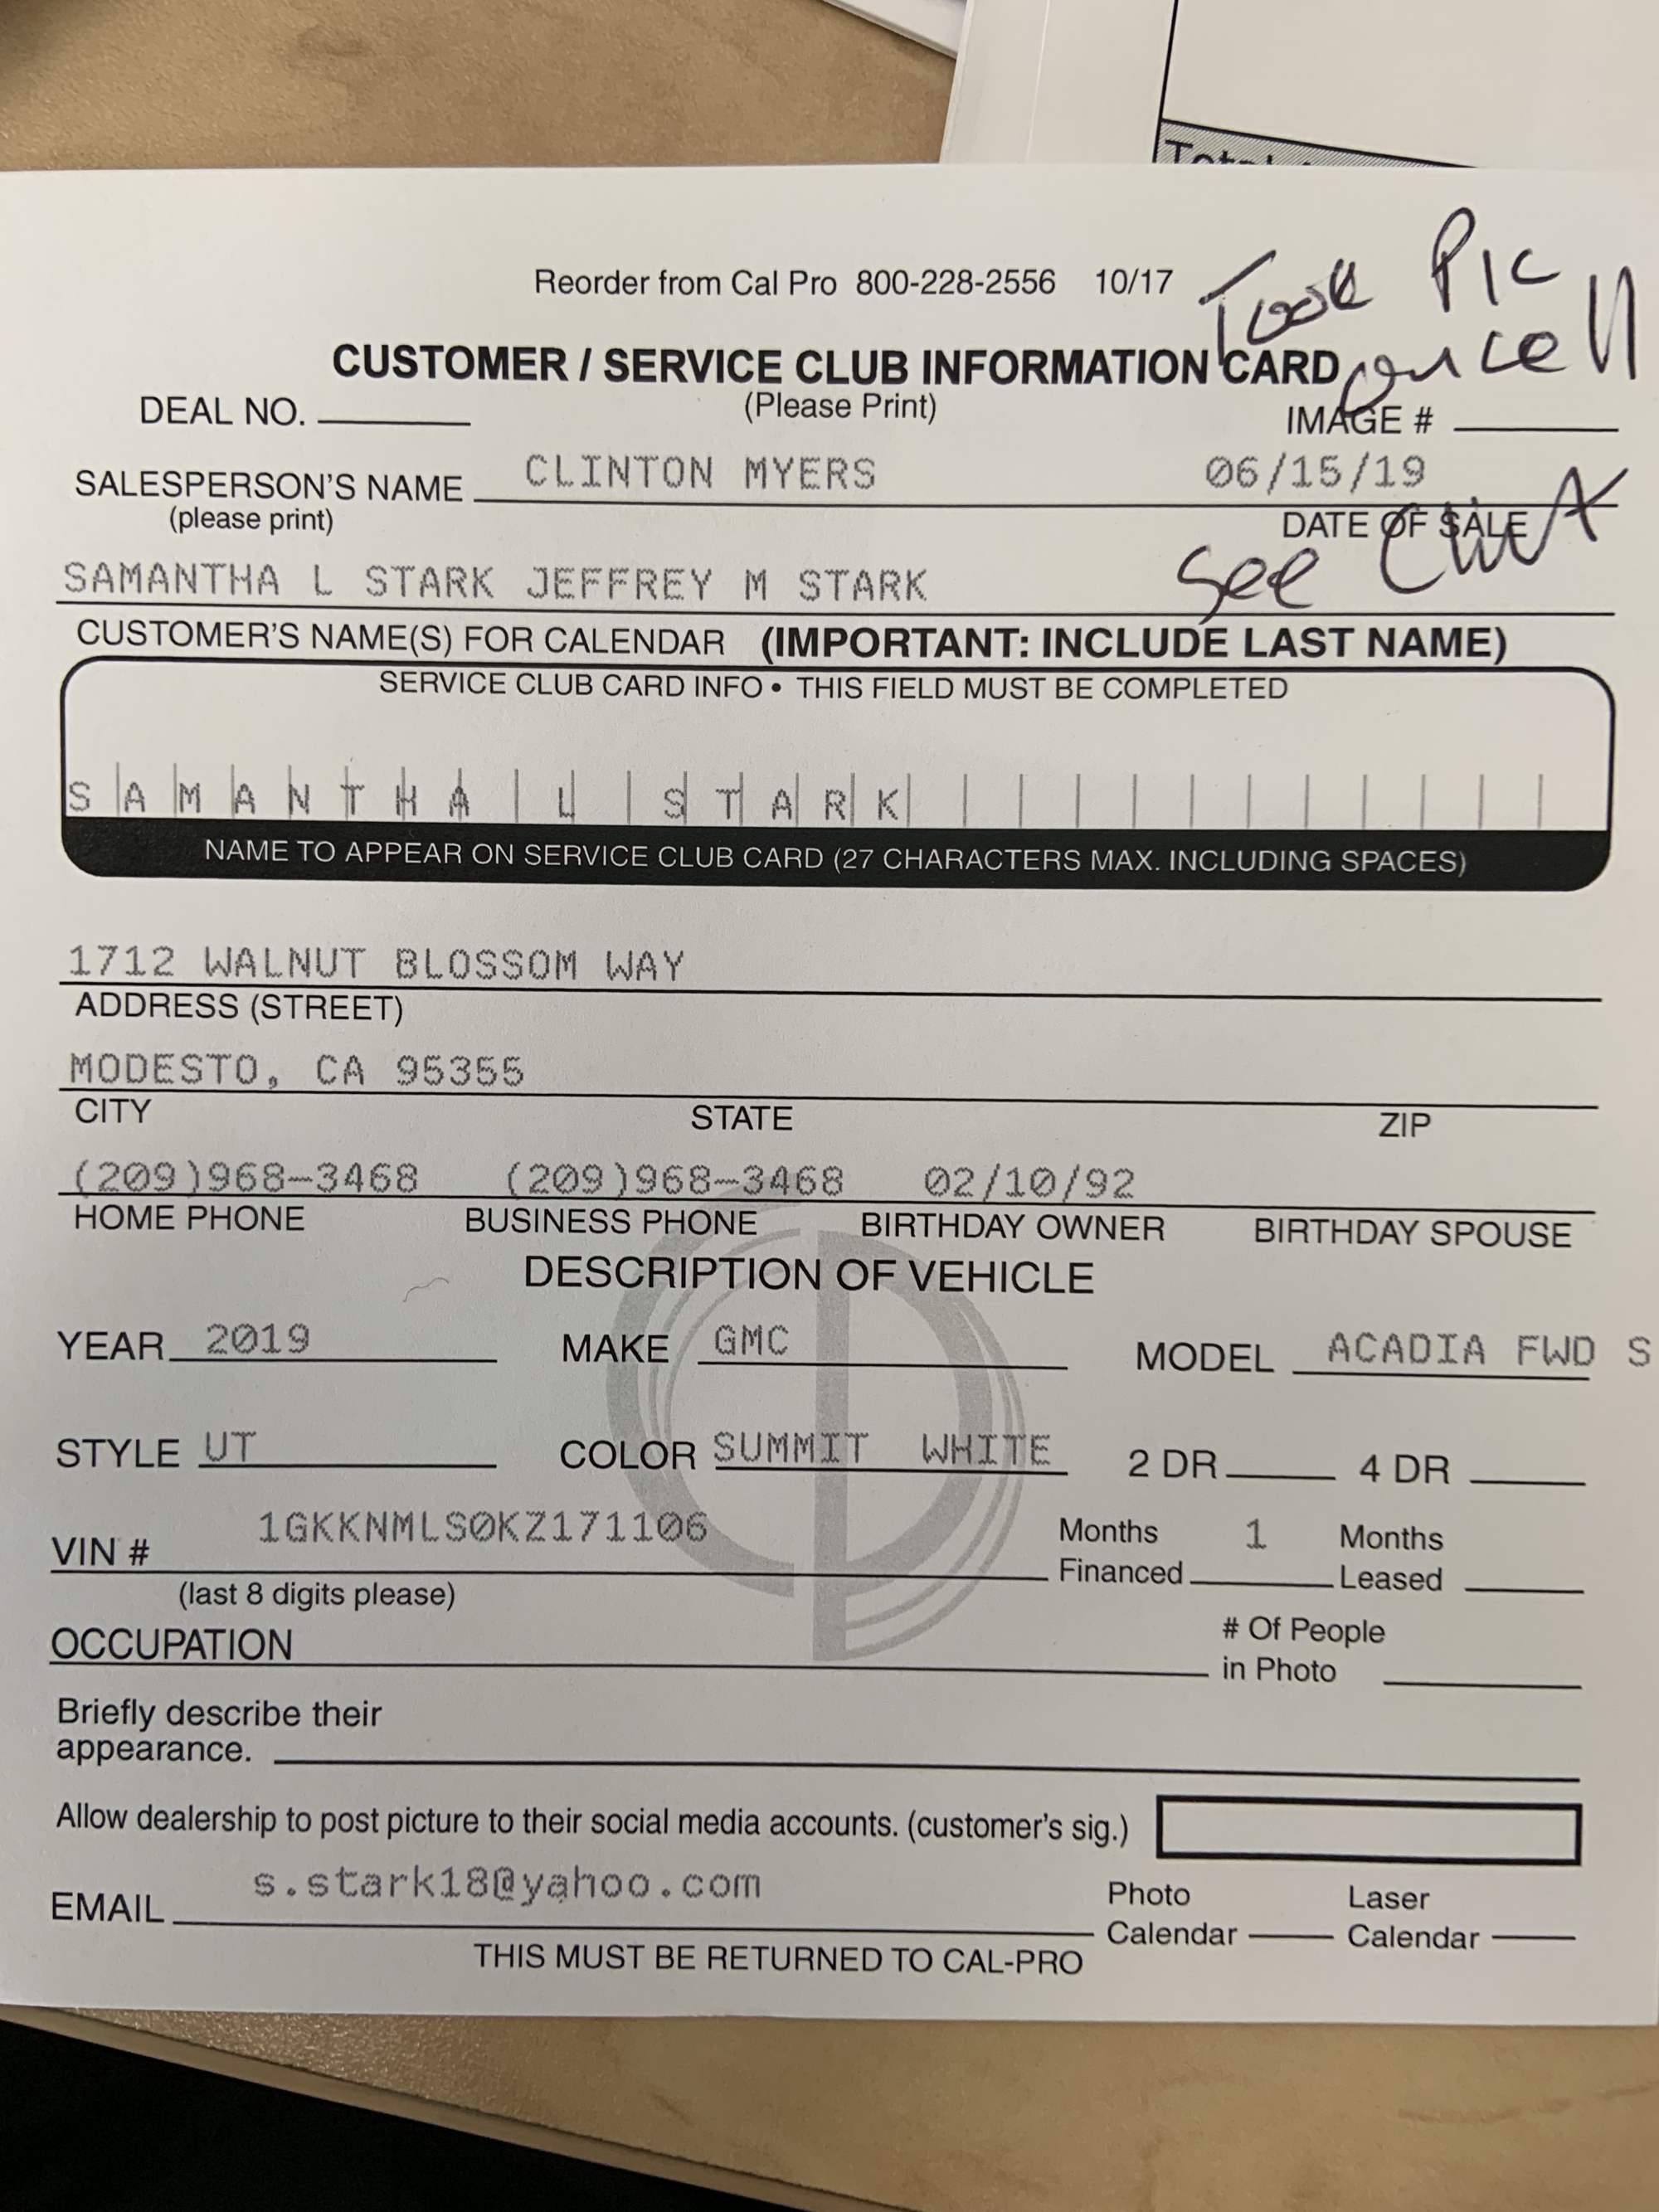 Total
Reorder from Cal Pro 800-228-2556 10/17
Took Pic
on cell
CUSTOMER / SERVICE CLUB INFORMATION CARD
(Please Print)
DEAL NO.
IMAGE #
SALESPERSON'S NAME CLINTON MYERS 06/15/19
(please print)
DATE OF SALE
See Clint
SAMANTHA L STARK JEFFREY M STARK
CUSTOMER'S NAME(S) FOR CALENDAR (IMPORTANT: INCLUDE LAST NAME)
SERVICE CLUB CARD INFO • THIS FIELD MUST BE COMPLETED
SAMANTHA L STARK
NAME TO APPEAR ON SERVICE CLUB CARD (27 CHARACTERS MAX. INCLUDING SPACES)
1712 WALNUT BLOSSOM WAY
ADDRESS (STREET)
MODESTO, CA 95355
CITY STATE ZIP
(209)968-3468 (209)968-3468 02/10/92
HOME PHONE BUSINESS PHONE BIRTHDAY OWNER BIRTHDAY SPOUSE
DESCRIPTION OF VEHICLE
YEAR 2019 MAKE GMC MODEL ACADIA FWD S
STYLE UT COLOR SUMMIT WHITE 2 DR 4 DR
VIN # 1GKKNMLS0KZ171106
(last 8 digits please)
Months 1 Months
Financed Leased
OCCUPATION
# Of People
in Photo
Briefly describe their
appearance.
Allow dealership to post picture to their social media accounts. (customer's sig.)
EMAIL s.stark18@yahoo.com
Photo Laser
Calendar Calendar
THIS MUST BE RETURNED TO CAL-PRO